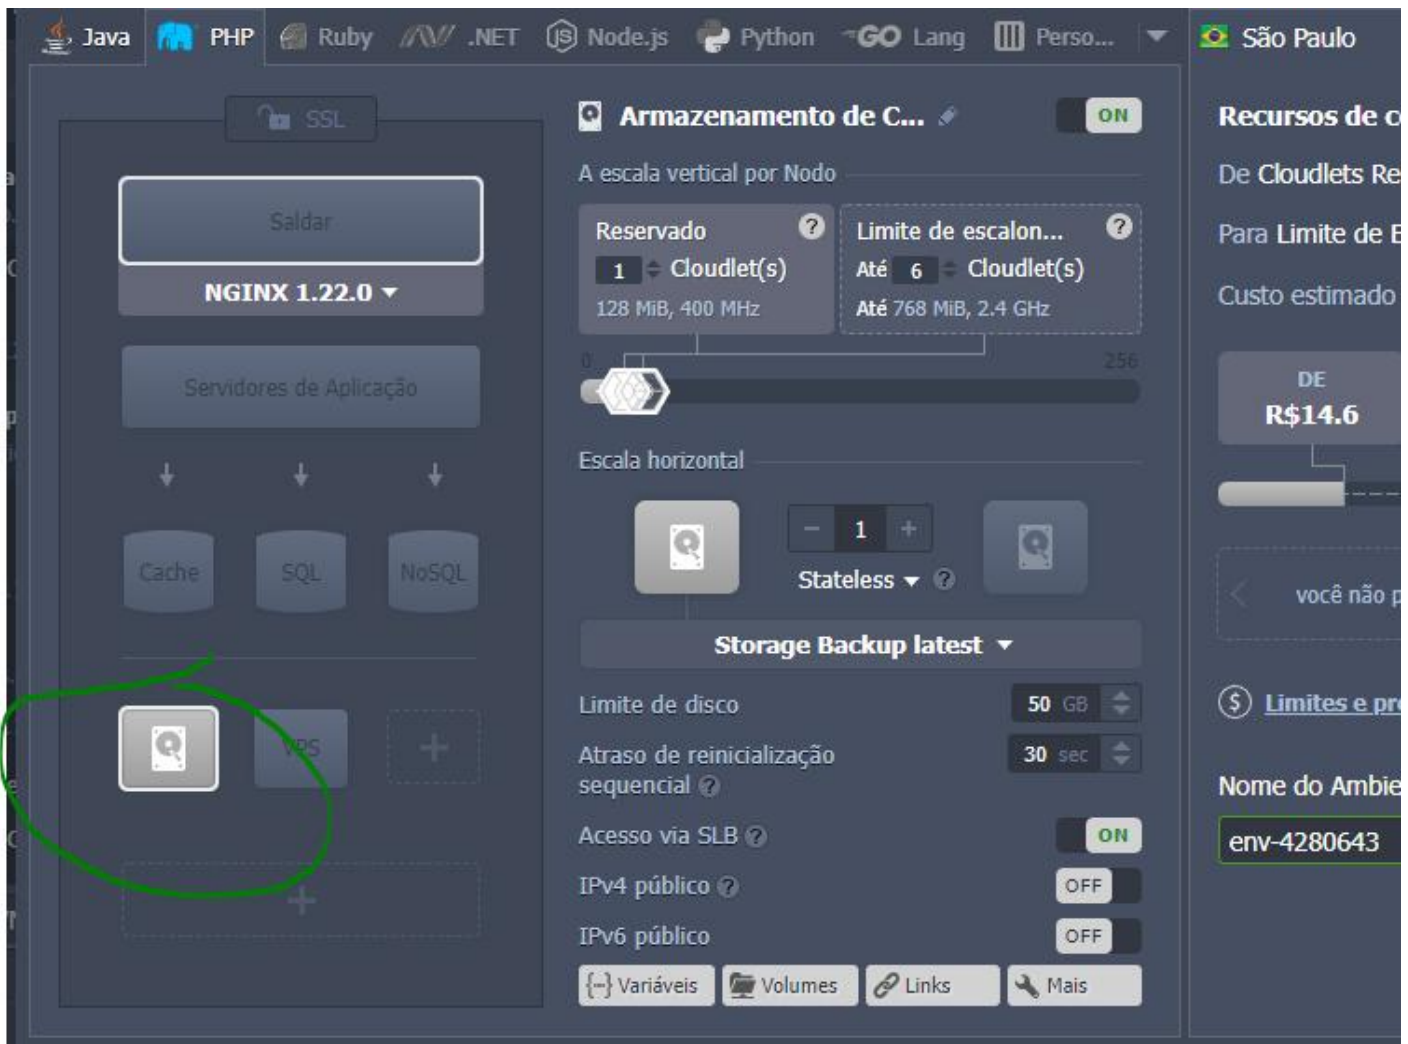 Java PHP Ruby .NET Node.js Python GO Lang Perso...
SSL
Saldar
NGINX 1.22.0
Servidores de Aplicação
Cache SQL NoSQL
VPS
Armazenamento de C... ON
A escala vertical por Nodo
Reservado ?
1 Cloudlet(s)
128 MiB, 400 MHz
Limite de escalon... ?
Até 6 Cloudlet(s)
Até 768 MiB, 2.4 GHz
0 256
Escala horizontal
− 1 +
Stateless ?
Storage Backup latest
Limite de disco 50 GB
Atraso de reinicialização 30 sec
sequencial ?
Acesso via SLB ? ON
IPv4 público ? OFF
IPv6 público OFF
Variáveis Volumes Links Mais
São Paulo
Recursos de c
De Cloudlets Re
Para Limite de E
Custo estimado
DE
R$14.6
você não p
$ Limites e pr
Nome do Ambie
env-4280643